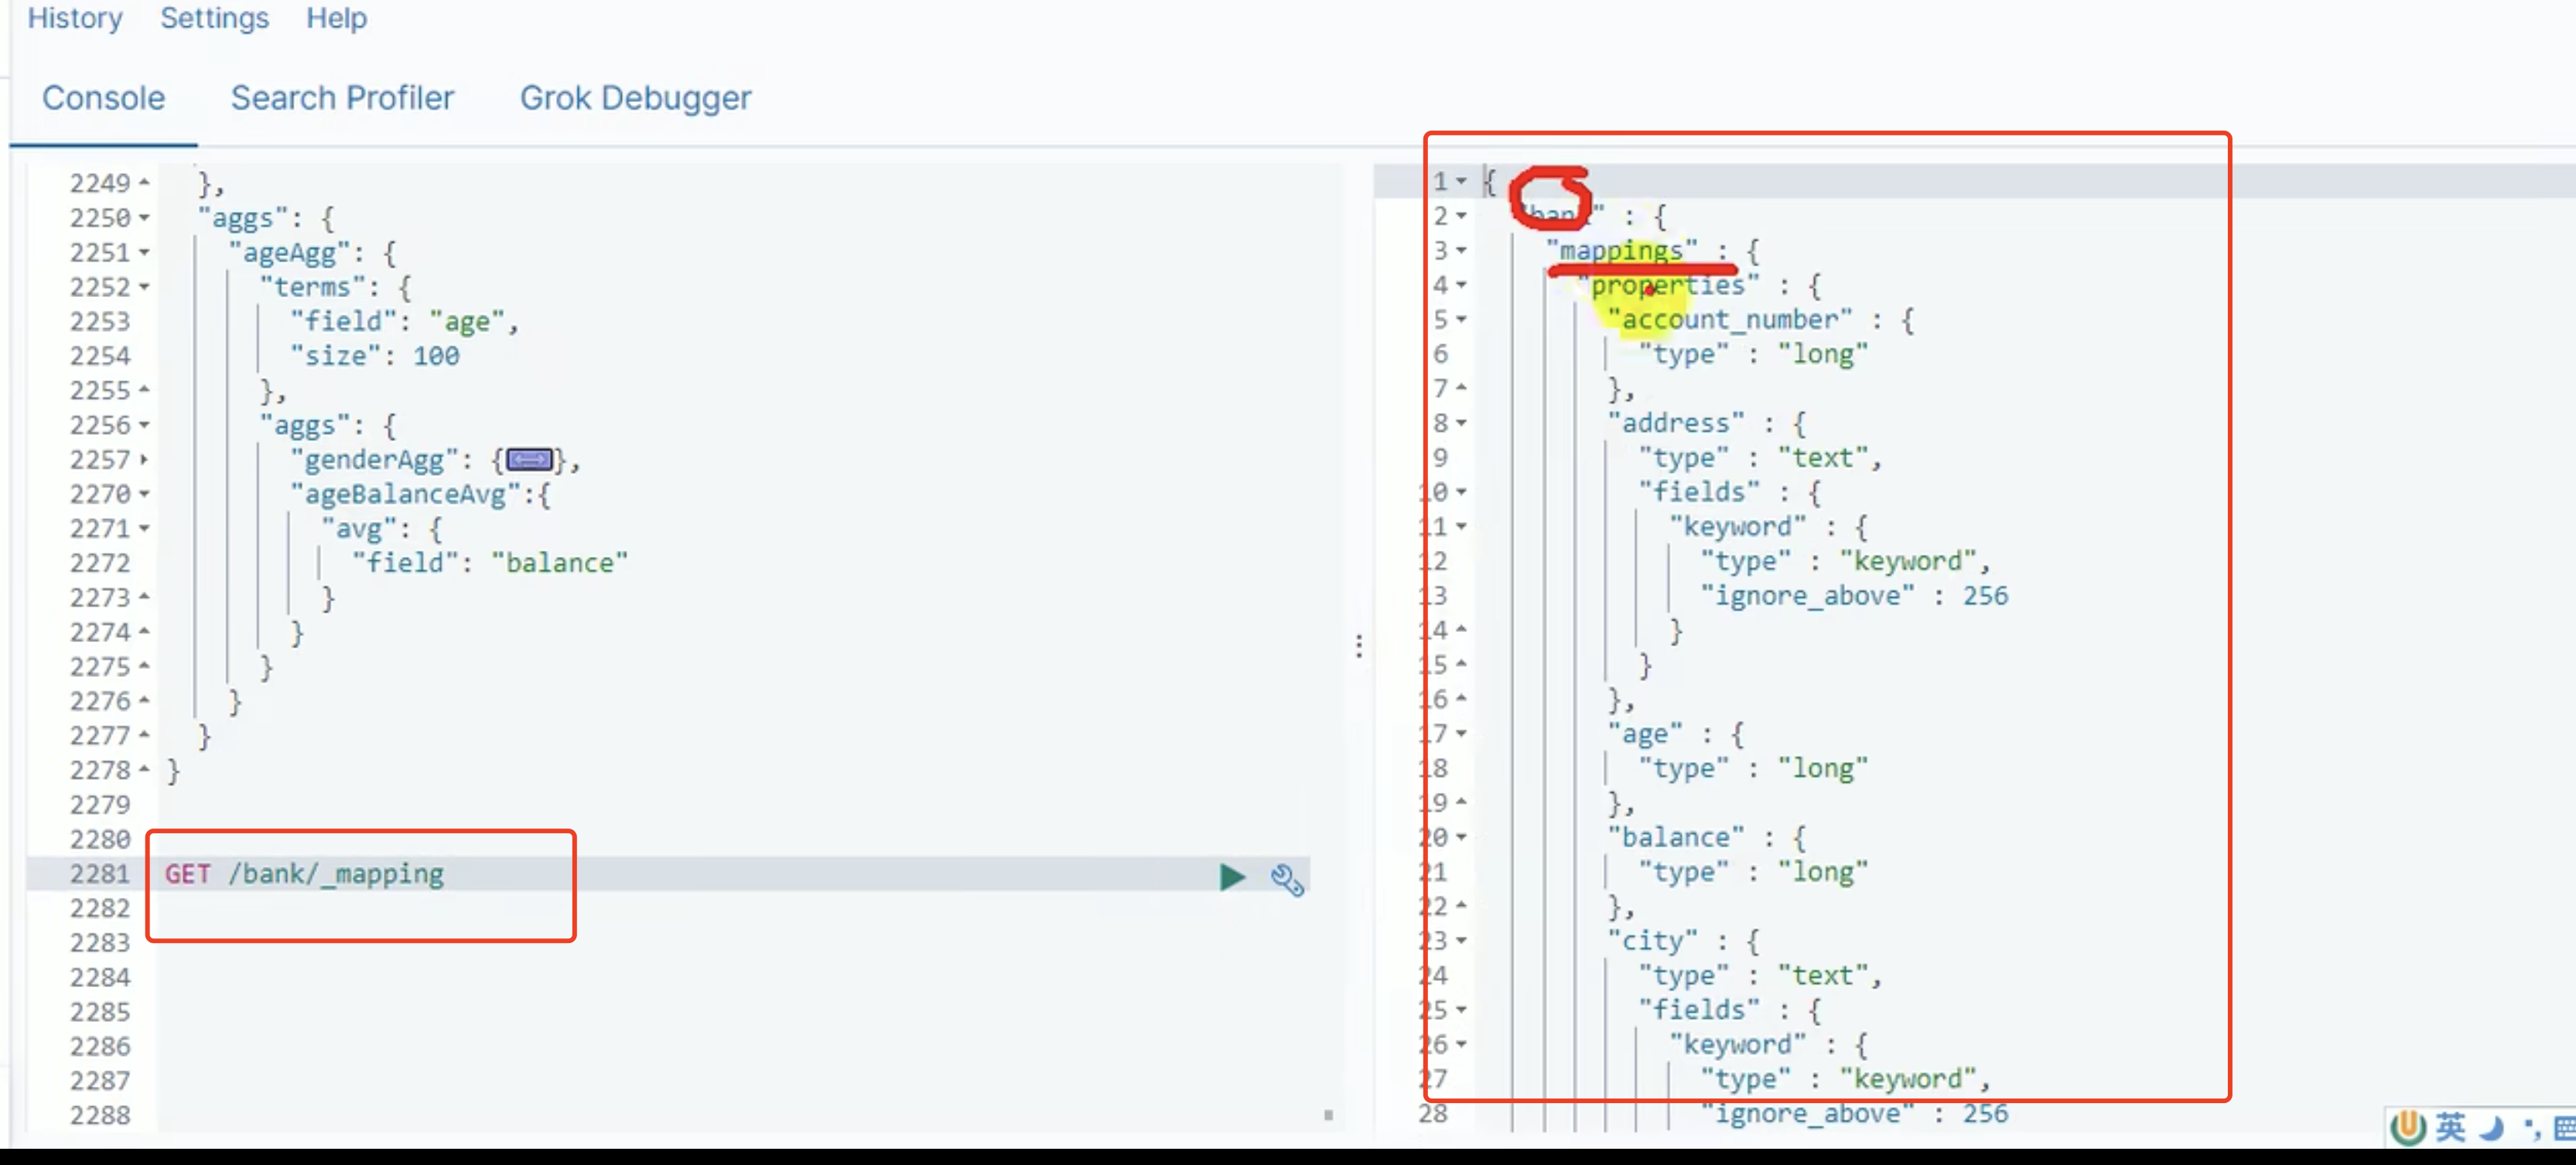 History Settings Help
Console Search Profiler Grok Debugger
2249 },
2250 "aggs": {
2251 "ageAgg": {
2252 "terms": {
2253 "field": "age",
2254 "size": 100
2255 },
2256 "aggs": {
2257 "genderAgg": {},
2270 "ageBalanceAvg":{
2271 "avg": {
2272 "field": "balance"
2273 }
2274 }
2275 }
2276 }
2277 }
2278 }
2279
2280
2281 GET /bank/_mapping
2282
2283
2284
2285
2286
2287
2288
1 {
2 "bank" : {
3 "mappings" : {
4 "properties" : {
5 "account_number" : {
6 "type" : "long"
7 },
8 "address" : {
9 "type" : "text",
10 "fields" : {
11 "keyword" : {
12 "type" : "keyword",
13 "ignore_above" : 256
14 }
15 }
16 },
17 "age" : {
18 "type" : "long"
19 },
20 "balance" : {
21 "type" : "long"
22 },
23 "city" : {
24 "type" : "text",
25 "fields" : {
26 "keyword" : {
27 "type" : "keyword",
28 "ignore_above" : 256
英